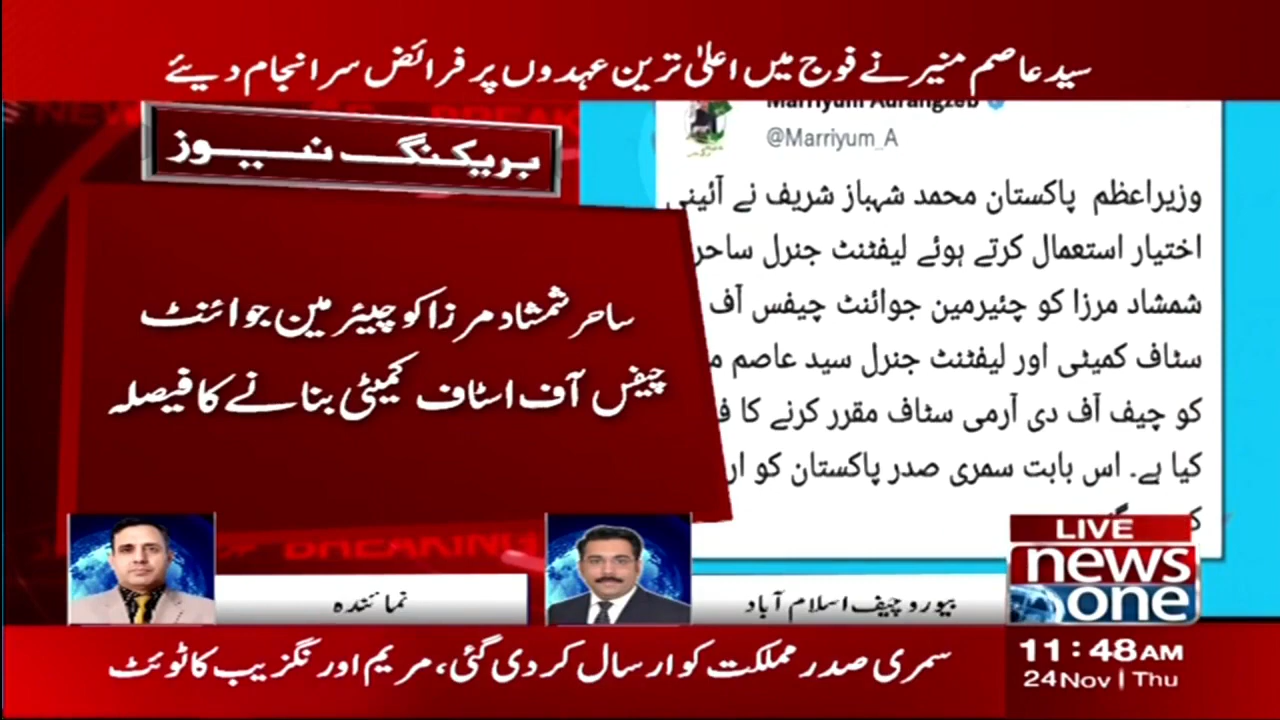 سید عاصم منیر نے فوج میں اعلیٰ ترین عہدوں پر فرائض سرانجام دیئے
بریکنگ نیوز
ساحر شمشاد مرزا کو چیئرمین جوائنٹ
چیفس آف اسٹاف کمیٹی بنانے کا فیصلہ
Marriyum Aurangzeb
@Marriyum_A
وزیراعظم پاکستان محمد شہباز شریف نے آئینی
اختیار استعمال کرتے ہوئے لیفٹنٹ جنرل ساحر
شمشاد مرزا کو چئیرمین جوائنٹ چیفس آف
سٹاف کمیٹی اور لیفٹنٹ جنرل سید عاصم
کو چیف آف دی آرمی سٹاف مقرر کرنے کا
کیا ہے۔ اس بابت سمری صدر پاکستان کو
نمائندہ
بیورو چیف اسلام آباد
LIVE
news
one
سمری صدر مملکت کو ارسال کر دی گئی، مریم اورنگزیب کا ٹوئٹ
11:48AM
24Nov | Thu